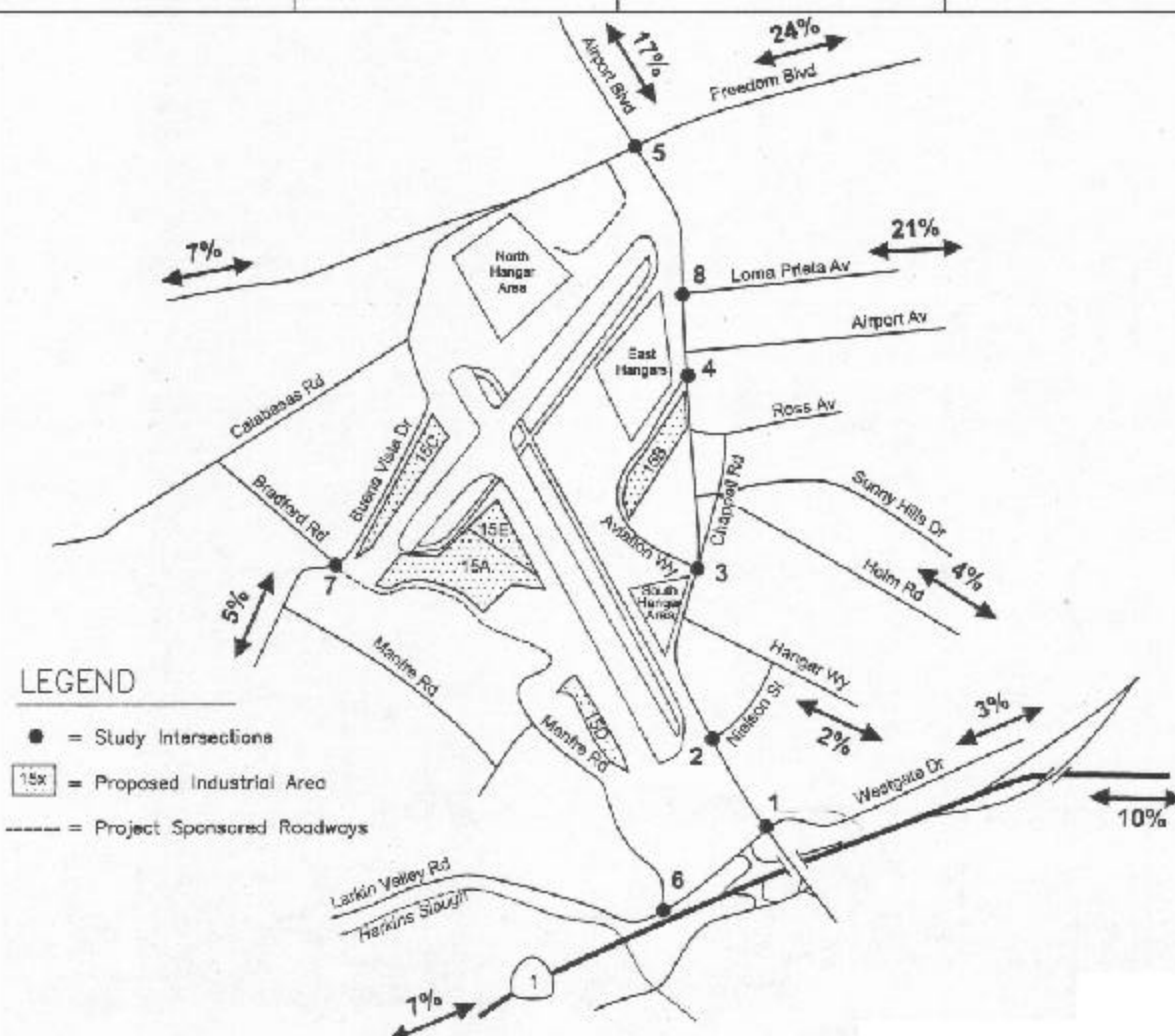 17%
24%
Airport Blvd
Freedom Blvd
5
7%
21%
North
Hangar
Area
8
Loma Prieta Av
Airport Av
East
Hangars
4
Calabasas Rd
Ross Av
Buena Vista Dr
15C
15B
Bradford Rd
Chappell Rd
Sunny Hills Dr
15E
Aviation WY
15A
3
Holm Rd
4%
7
South
Hangar
Area
5%
Manfre Rd
Hangar WY
LEGEND
● = Study Intersections
15x = Proposed Industrial Area
----- = Project Sponsored Roadways
15D
Manfre Rd
Nielson St
2%
3%
2
Westgate Dr
1
10%
Larkin Valley Rd
Harkins Slough
6
1
7%